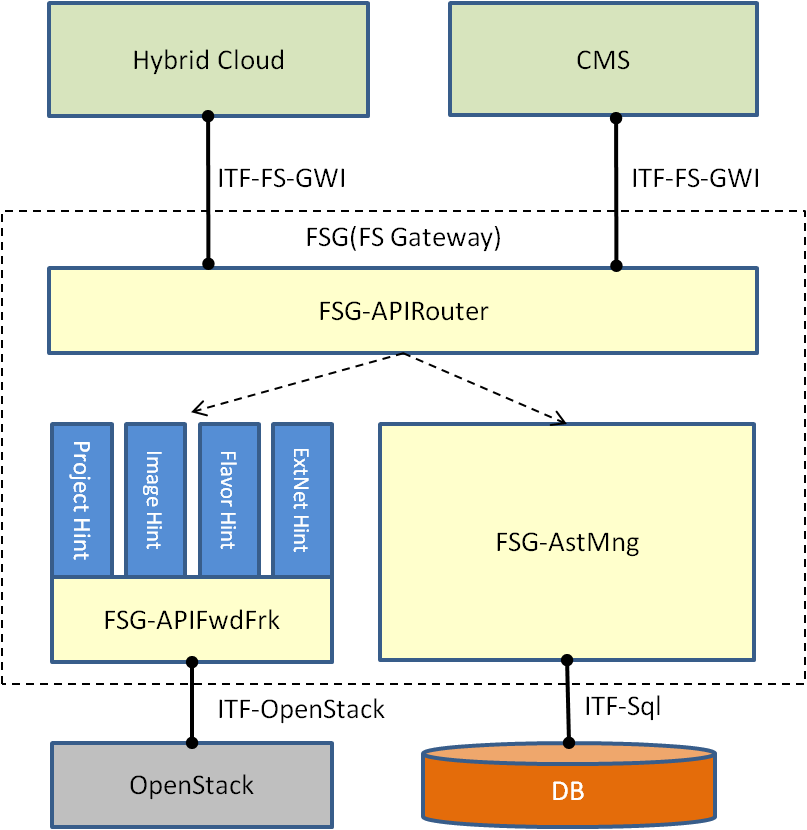 Hybrid Cloud
CMS
ITF-FS-GWI
ITF-FS-GWI
FSG(FS Gateway)
FSG-APIRouter
Project Hint
Image Hint
Flavor Hint
ExtNet Hint
FSG-AstMng
FSG-APIFwdFrk
ITF-OpenStack
ITF-Sql
OpenStack
DB